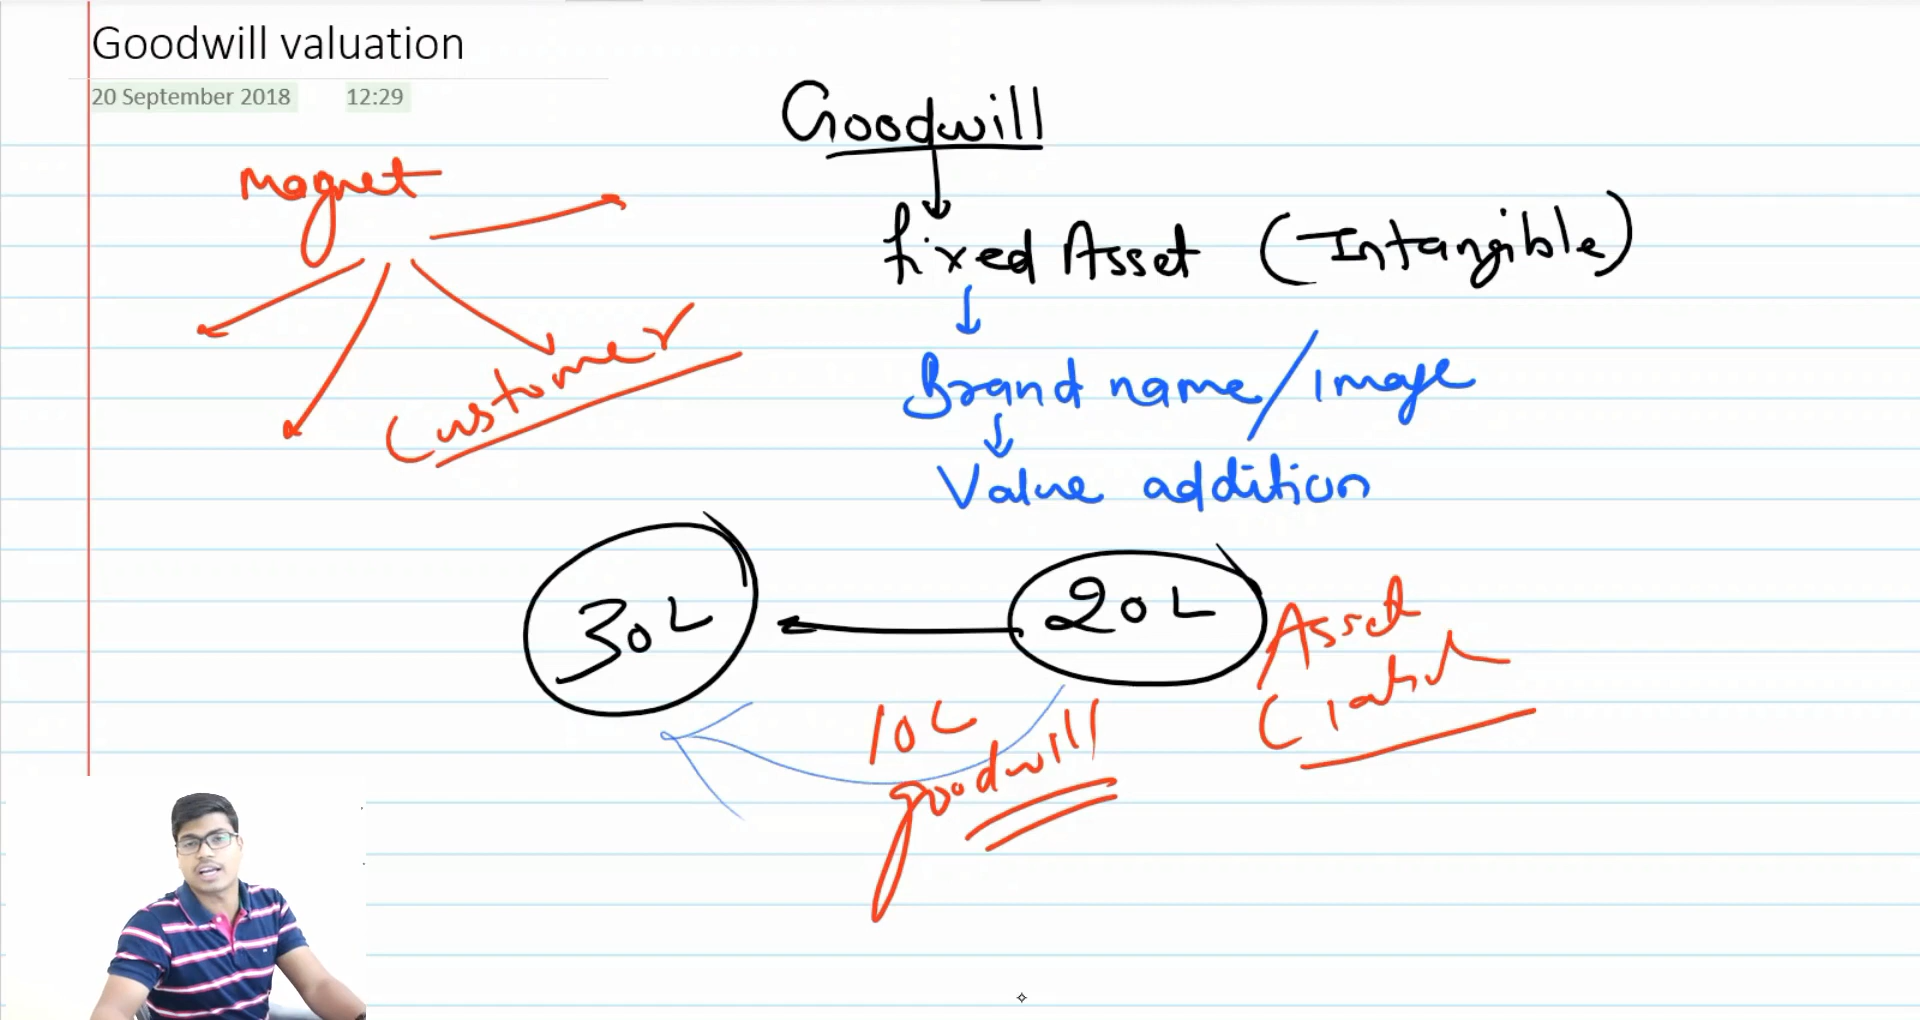 Goodwill valuation
20 September 2018 12:29
Goodwill
Magnet
Fixed Asset (Intangible)
Customer
Brand name/Image
Value addition
30L
20L
Asset
10L
goodwill